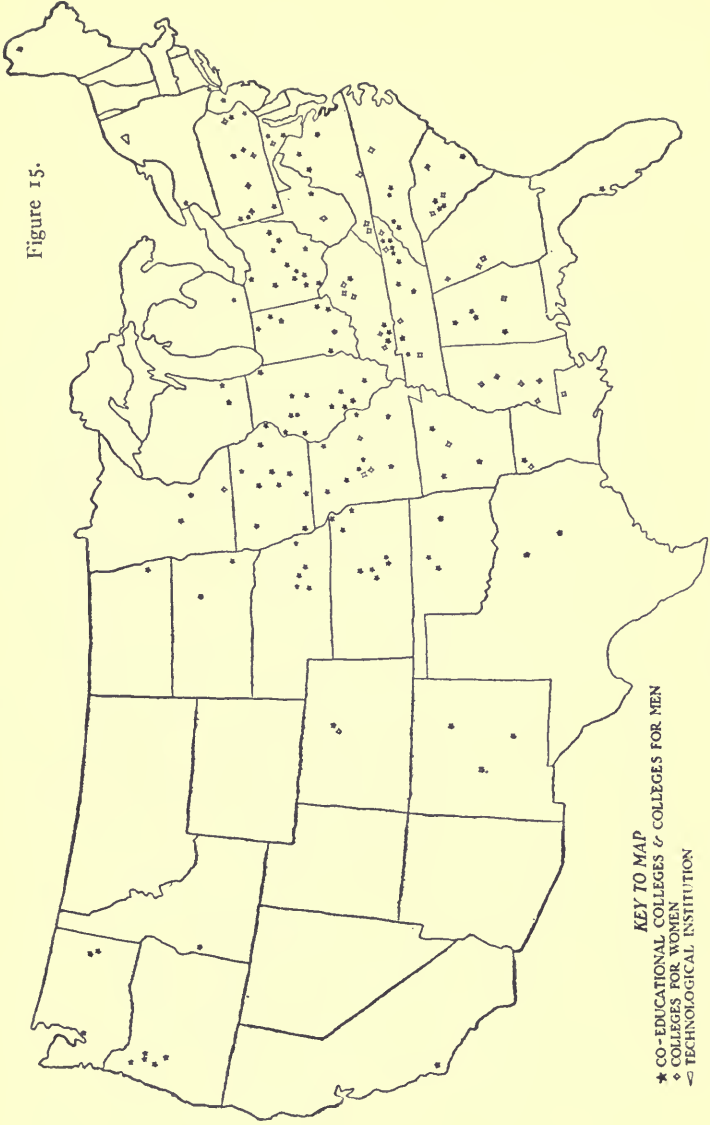 Figure 15.
KEY TO MAP
★ CO-EDUCATIONAL COLLEGES & COLLEGES FOR MEN
⋄ COLLEGES FOR WOMEN
◁ TECHNOLOGICAL INSTITUTION